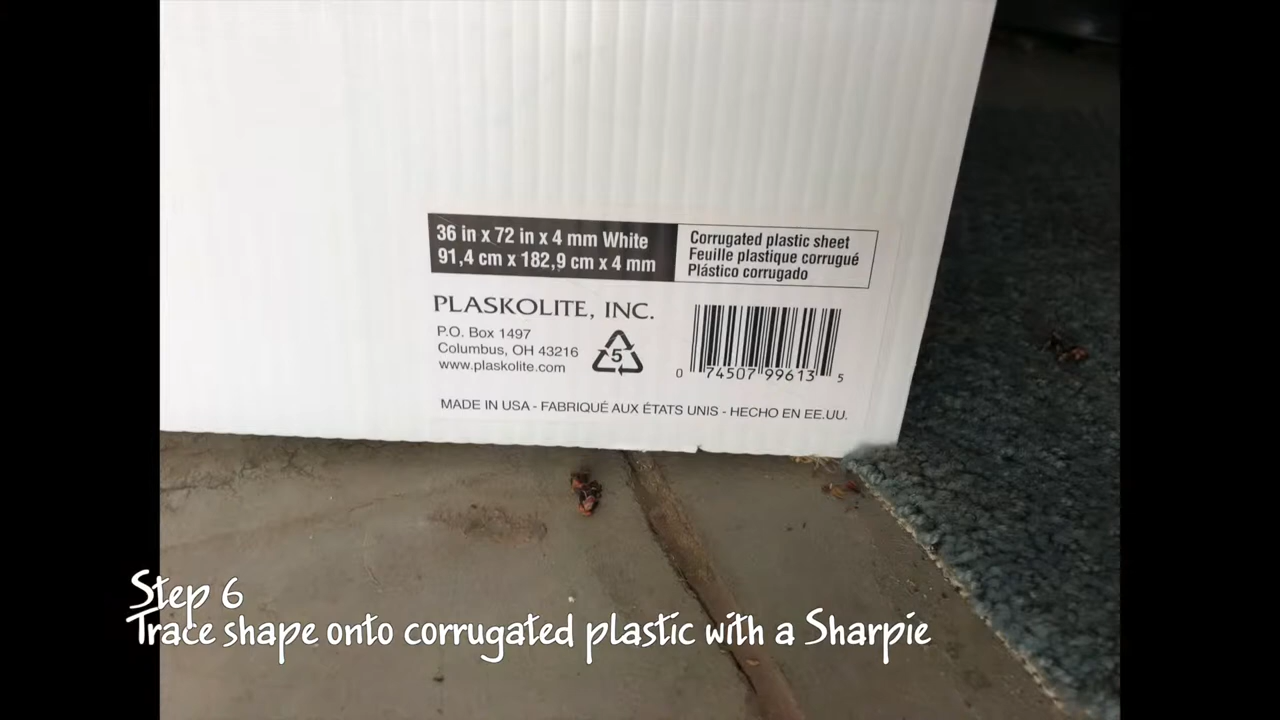 36 in x 72 in x 4 mm White
91,4 cm x 182,9 cm x 4 mm
Corrugated plastic sheet
Feuille plastique corrugué
Plástico corrugado
PLASKOLITE, INC.
P.O. Box 1497
Columbus, OH 43216
www.plaskolite.com
5
0 74507 99613 5
MADE IN USA - FABRIQUÉ AUX ÉTATS UNIS - HECHO EN EE.UU.
Step 6
Trace shape onto corrugated plastic with a Sharpie